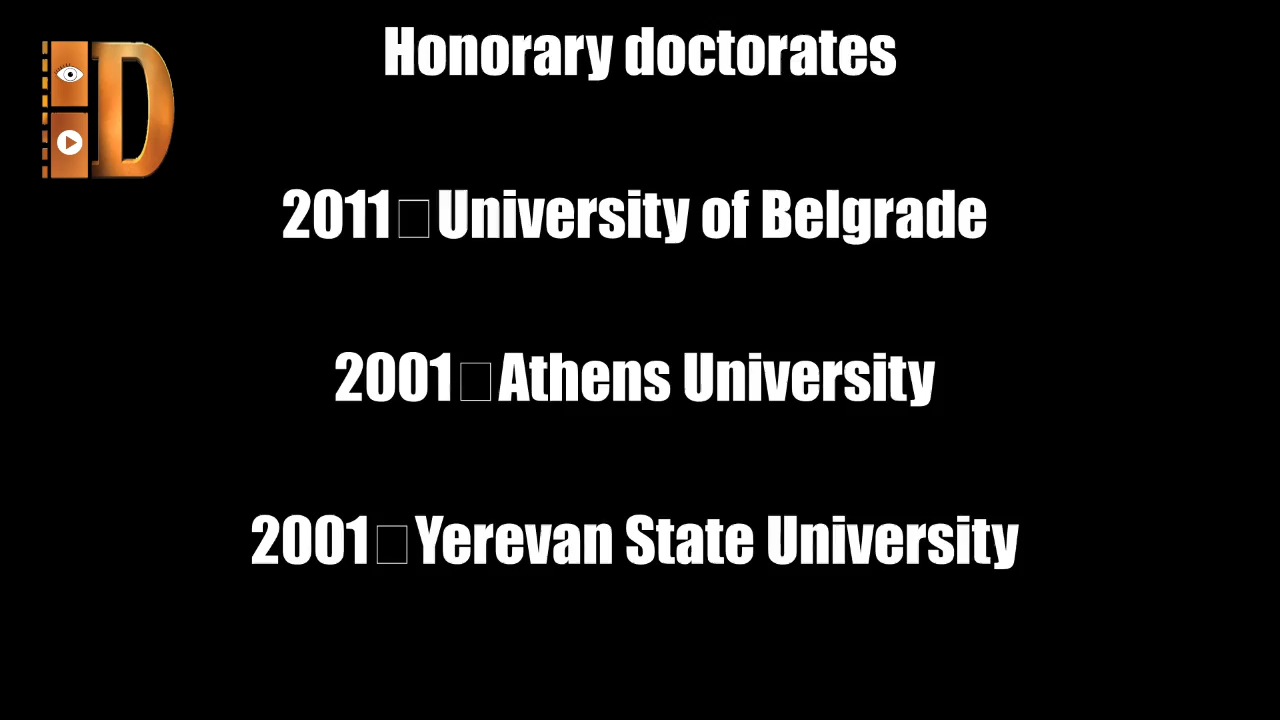 Honorary doctorates
D
2011□University of Belgrade
2001□Athens University
2001□Yerevan State University